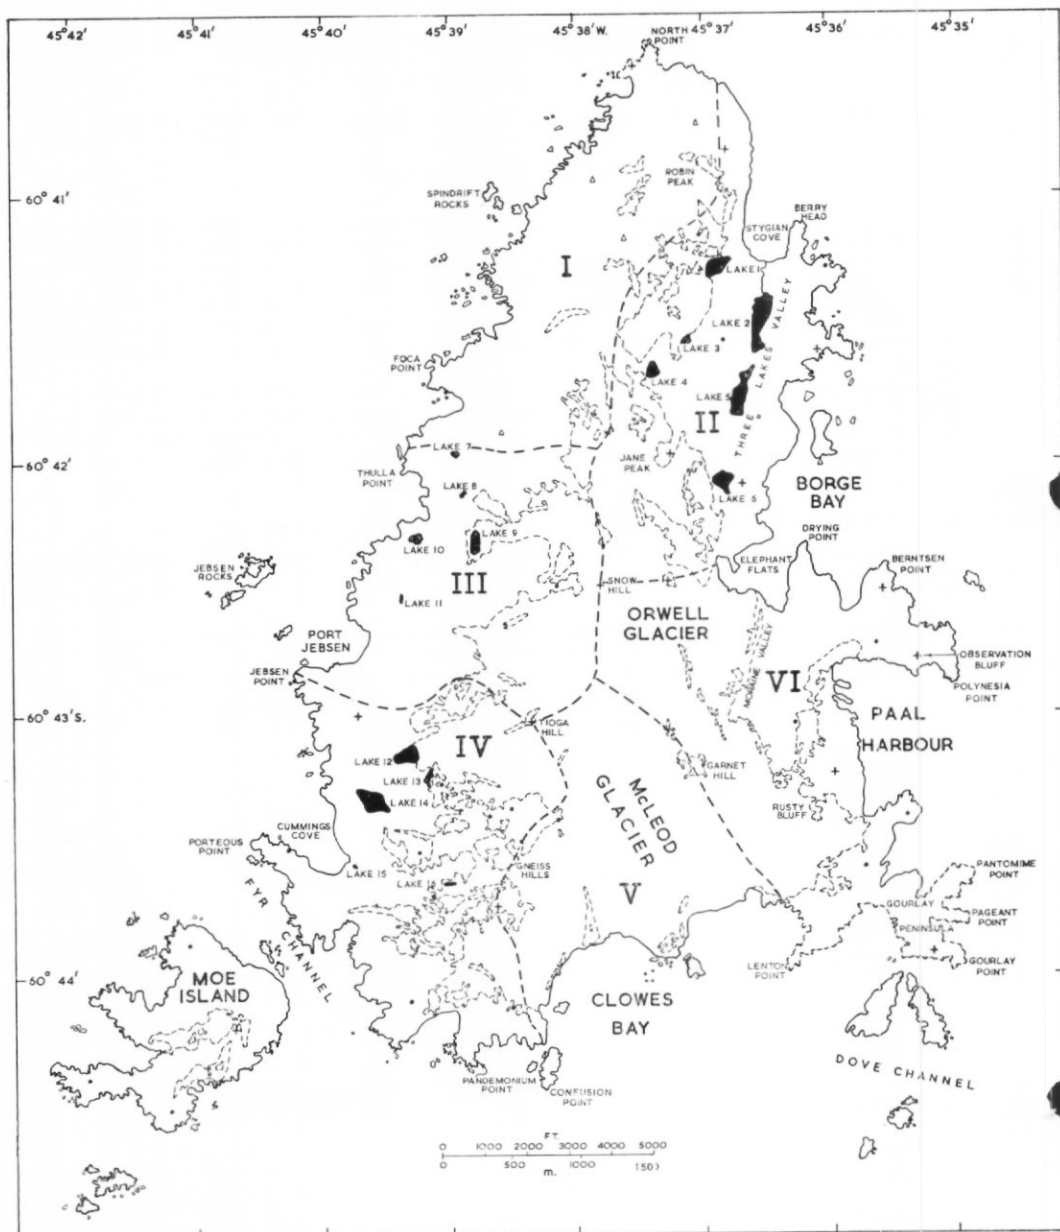 45° 42′ 45° 41′ 45° 40′ 45° 39′ 45° 38′ W. 45° 37′ 45° 36′ 45° 35′
NORTH
POINT
60° 41′
ROBIN
PEAK
SPINDRIFT
ROCKS
BERRY
HEAD
STYGIAN
COVE
I
LAKE 1
LAKE 2
THREE LAKES VALLEY
LAKE 3
FOCA
POINT
LAKE 4
LAKE 5
II
LAKE 7
60° 42′
THULLA
POINT
JANE
PEAK
LAKE 8
BORGE
BAY
LAKE 9
LAKE 10
DRYING
POINT
JEBSEN
ROCKS
III
SNOW
HILL
ELEPHANT
FLATS
BERNTSEN
POINT
LAKE 11
ORWELL
GLACIER
PORT
JEBSEN
MORAINE VALLEY
OBSERVATION
BLUFF
JEBSEN
POINT
VI
POLYNESIA
POINT
60° 43′ S.
IV
TIOGA
HILL
PAAL
HARBOUR
LAKE 12
LAKE 13
LAKE 14
McLEOD
GLACIER
GARNET
HILL
RUSTY
BLUFF
CUMMINGS
COVE
PORTEOUS
POINT
LAKE 15
GNEISS
HILLS
PANTOMIME
POINT
V
FYR CHANNEL
GOURLAY
PENINSULA
PAGEANT
POINT
LENTON
POINT
GOURLAY
POINT
60° 44′
MOE
ISLAND
CLOWES
BAY
DOVE CHANNEL
PANDEMONIUM
POINT
CONFUSION
POINT
FT.
0 1000 2000 3000 4000 5000
0 500 1000 1500
m.